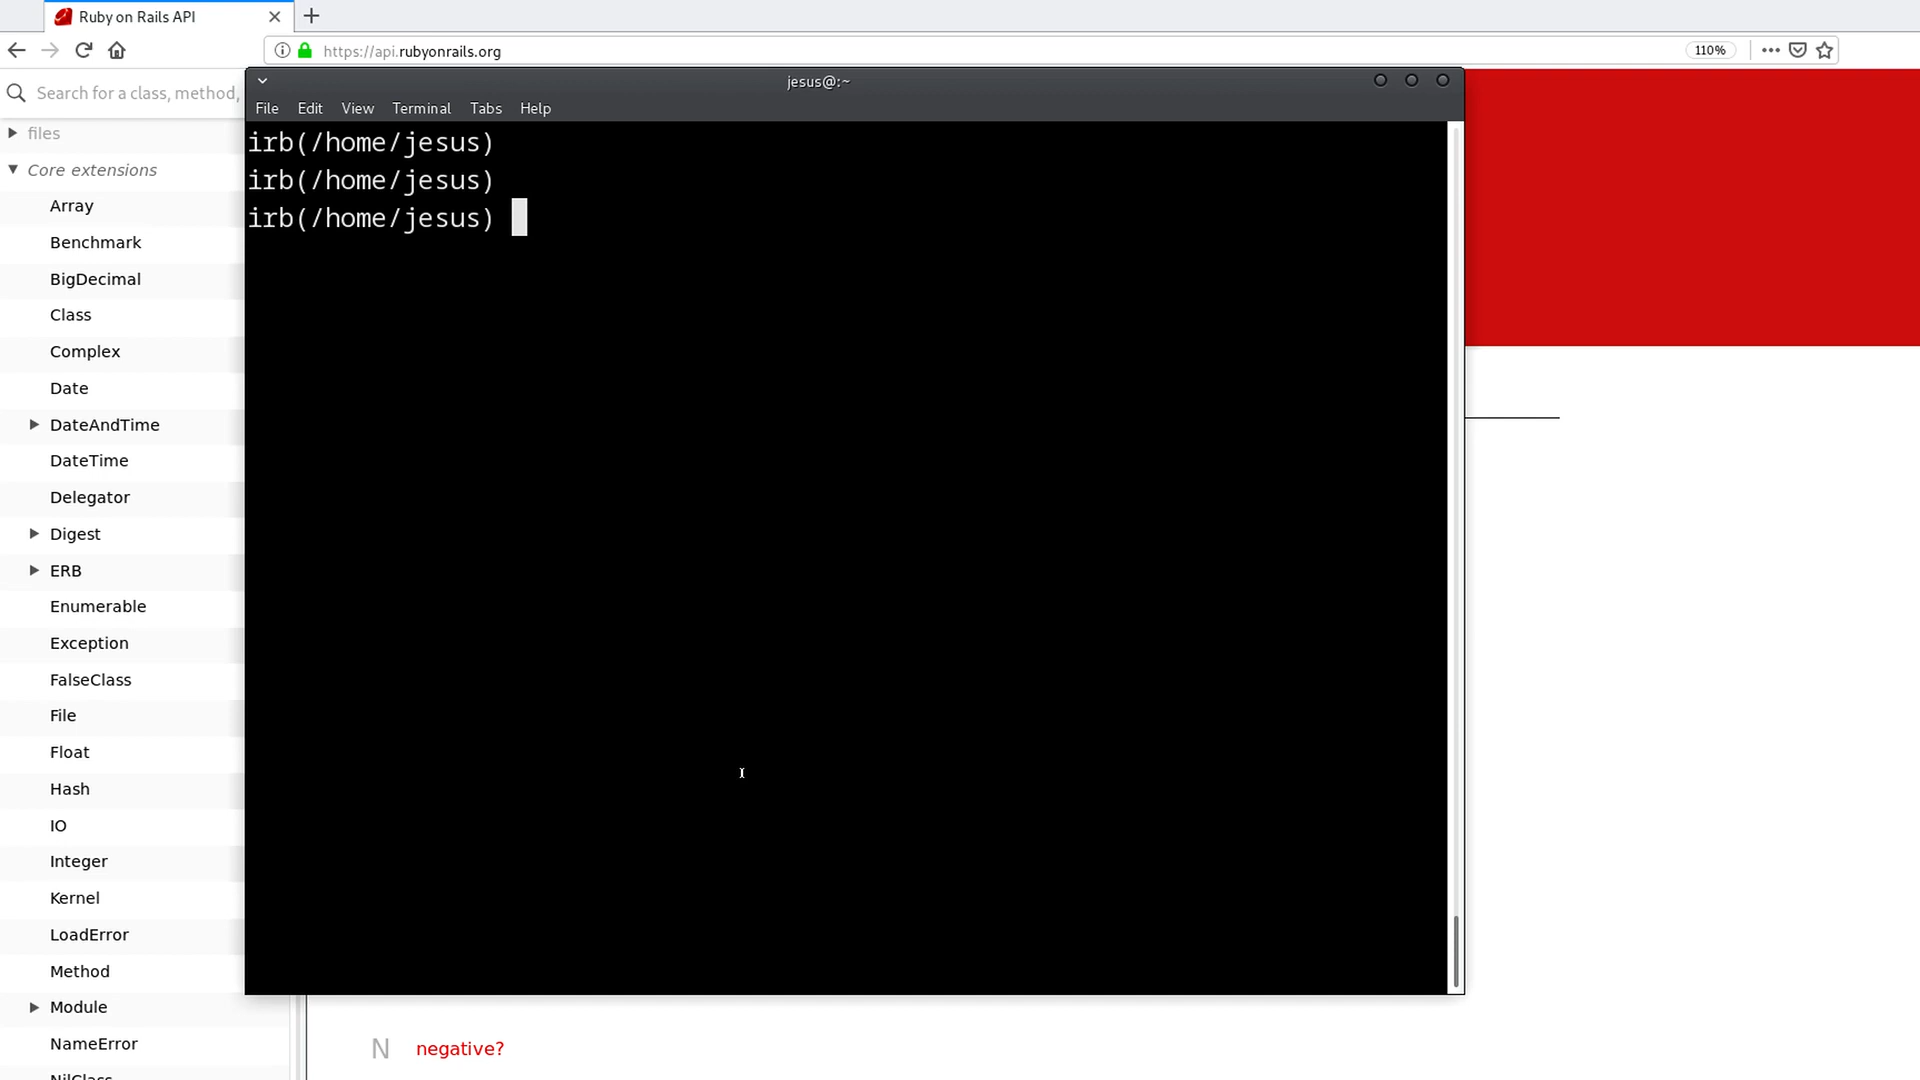 Ruby on Rails API
https://api.rubyonrails.org
110%
Search for a class, method,
files
Core extensions
Array
Benchmark
BigDecimal
Class
Complex
Date
DateAndTime
DateTime
Delegator
Digest
ERB
Enumerable
Exception
FalseClass
File
Float
Hash
IO
Integer
Kernel
LoadError
Method
Module
NameError
NilClass
jesus@:~
File Edit View Terminal Tabs Help
irb(/home/jesus)
irb(/home/jesus)
irb(/home/jesus)
N negative?